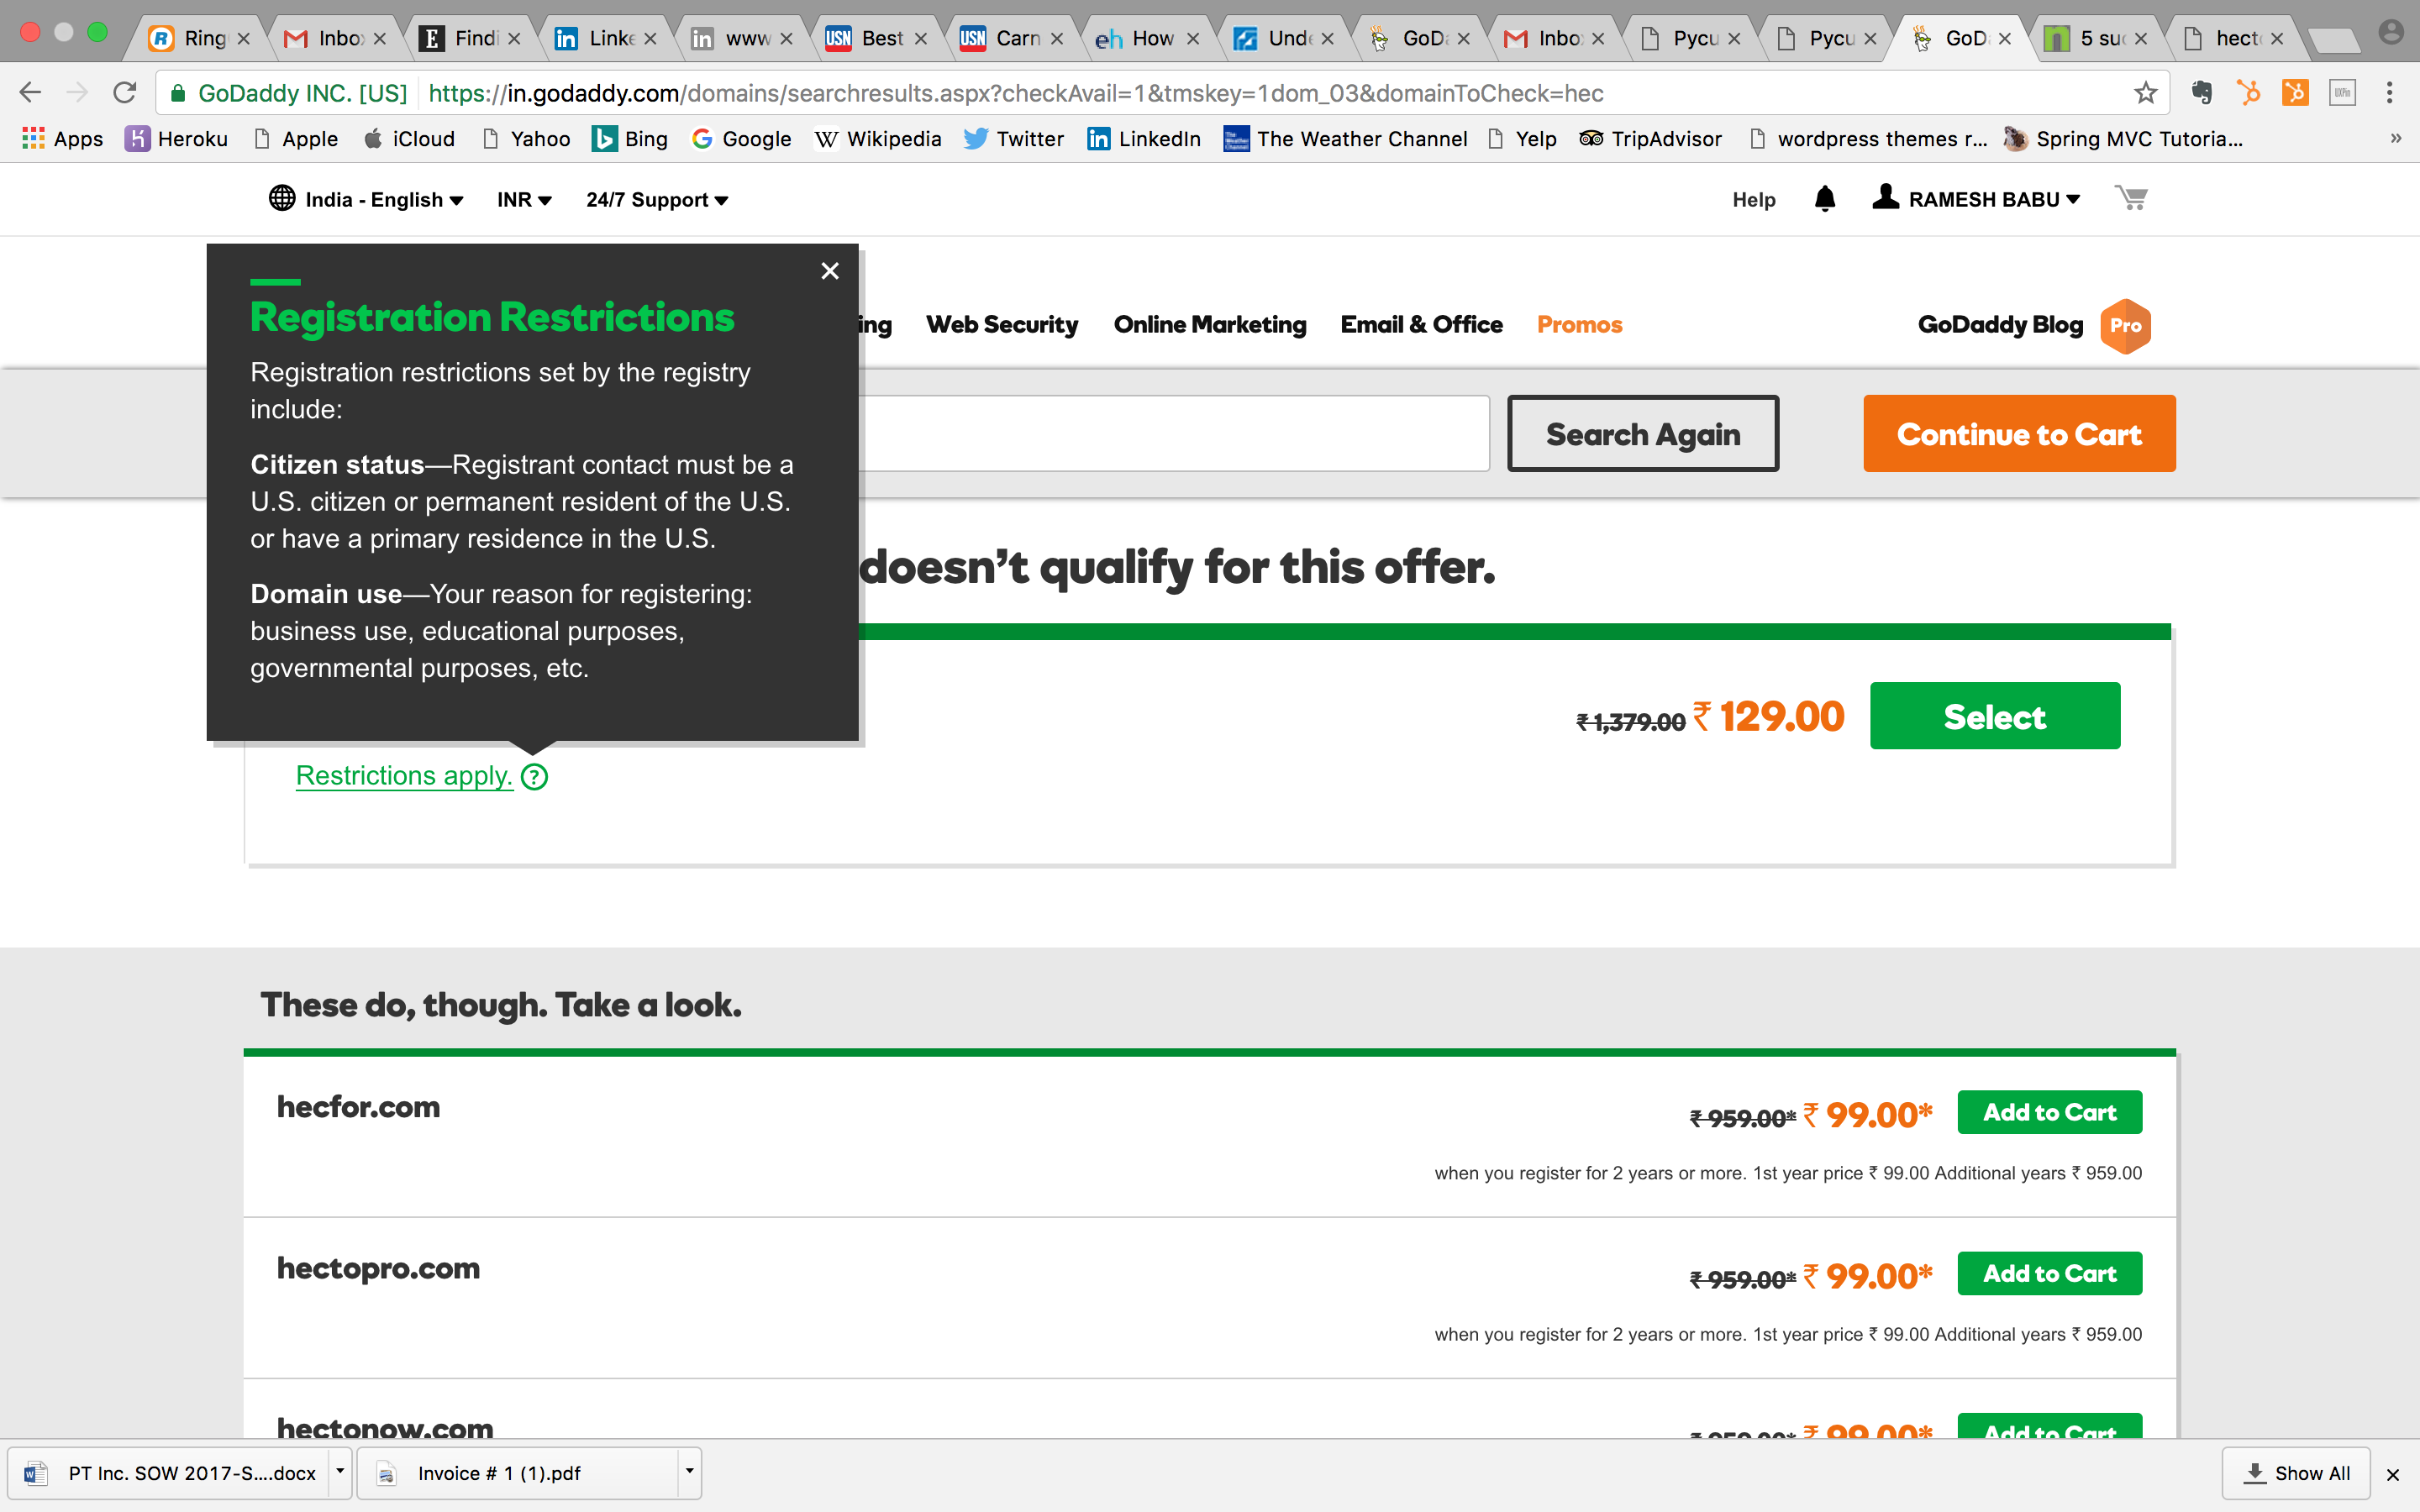 Ring
Inbo
Findi
Linke
www
Best
Carn
How
Unde
GoDa
Inbo
Pycu
Pycu
GoDa
5 suc
hecto
GoDaddy INC. [US]
https://in.godaddy.com/domains/searchresults.aspx?checkAvail=1&tmskey=1dom_03&domainToCheck=hec
Apps Heroku Apple iCloud Yahoo Bing Google Wikipedia Twitter LinkedIn The Weather Channel Yelp TripAdvisor wordpress themes r... Spring MVC Tutoria... »
India - English INR 24/7 Support Help RAMESH BABU
ing Web Security Online Marketing Email & Office Promos GoDaddy Blog Pro
Registration Restrictions
Registration restrictions set by the registry
include:
Citizen status—Registrant contact must be a
U.S. citizen or permanent resident of the U.S.
or have a primary residence in the U.S.
Domain use—Your reason for registering:
business use, educational purposes,
governmental purposes, etc.
Search Again Continue to Cart
doesn't qualify for this offer.
₹ 1,379.00 ₹ 129.00 Select
Restrictions apply. ?
These do, though. Take a look.
hecfor.com ₹ 959.00* ₹ 99.00* Add to Cart
when you register for 2 years or more. 1st year price ₹ 99.00 Additional years ₹ 959.00
hectopro.com ₹ 959.00* ₹ 99.00* Add to Cart
when you register for 2 years or more. 1st year price ₹ 99.00 Additional years ₹ 959.00
hectonow.com ₹ 959.00* ₹ 99.00* Add to Cart
PT Inc. SOW 2017-S....docx Invoice # 1 (1).pdf Show All